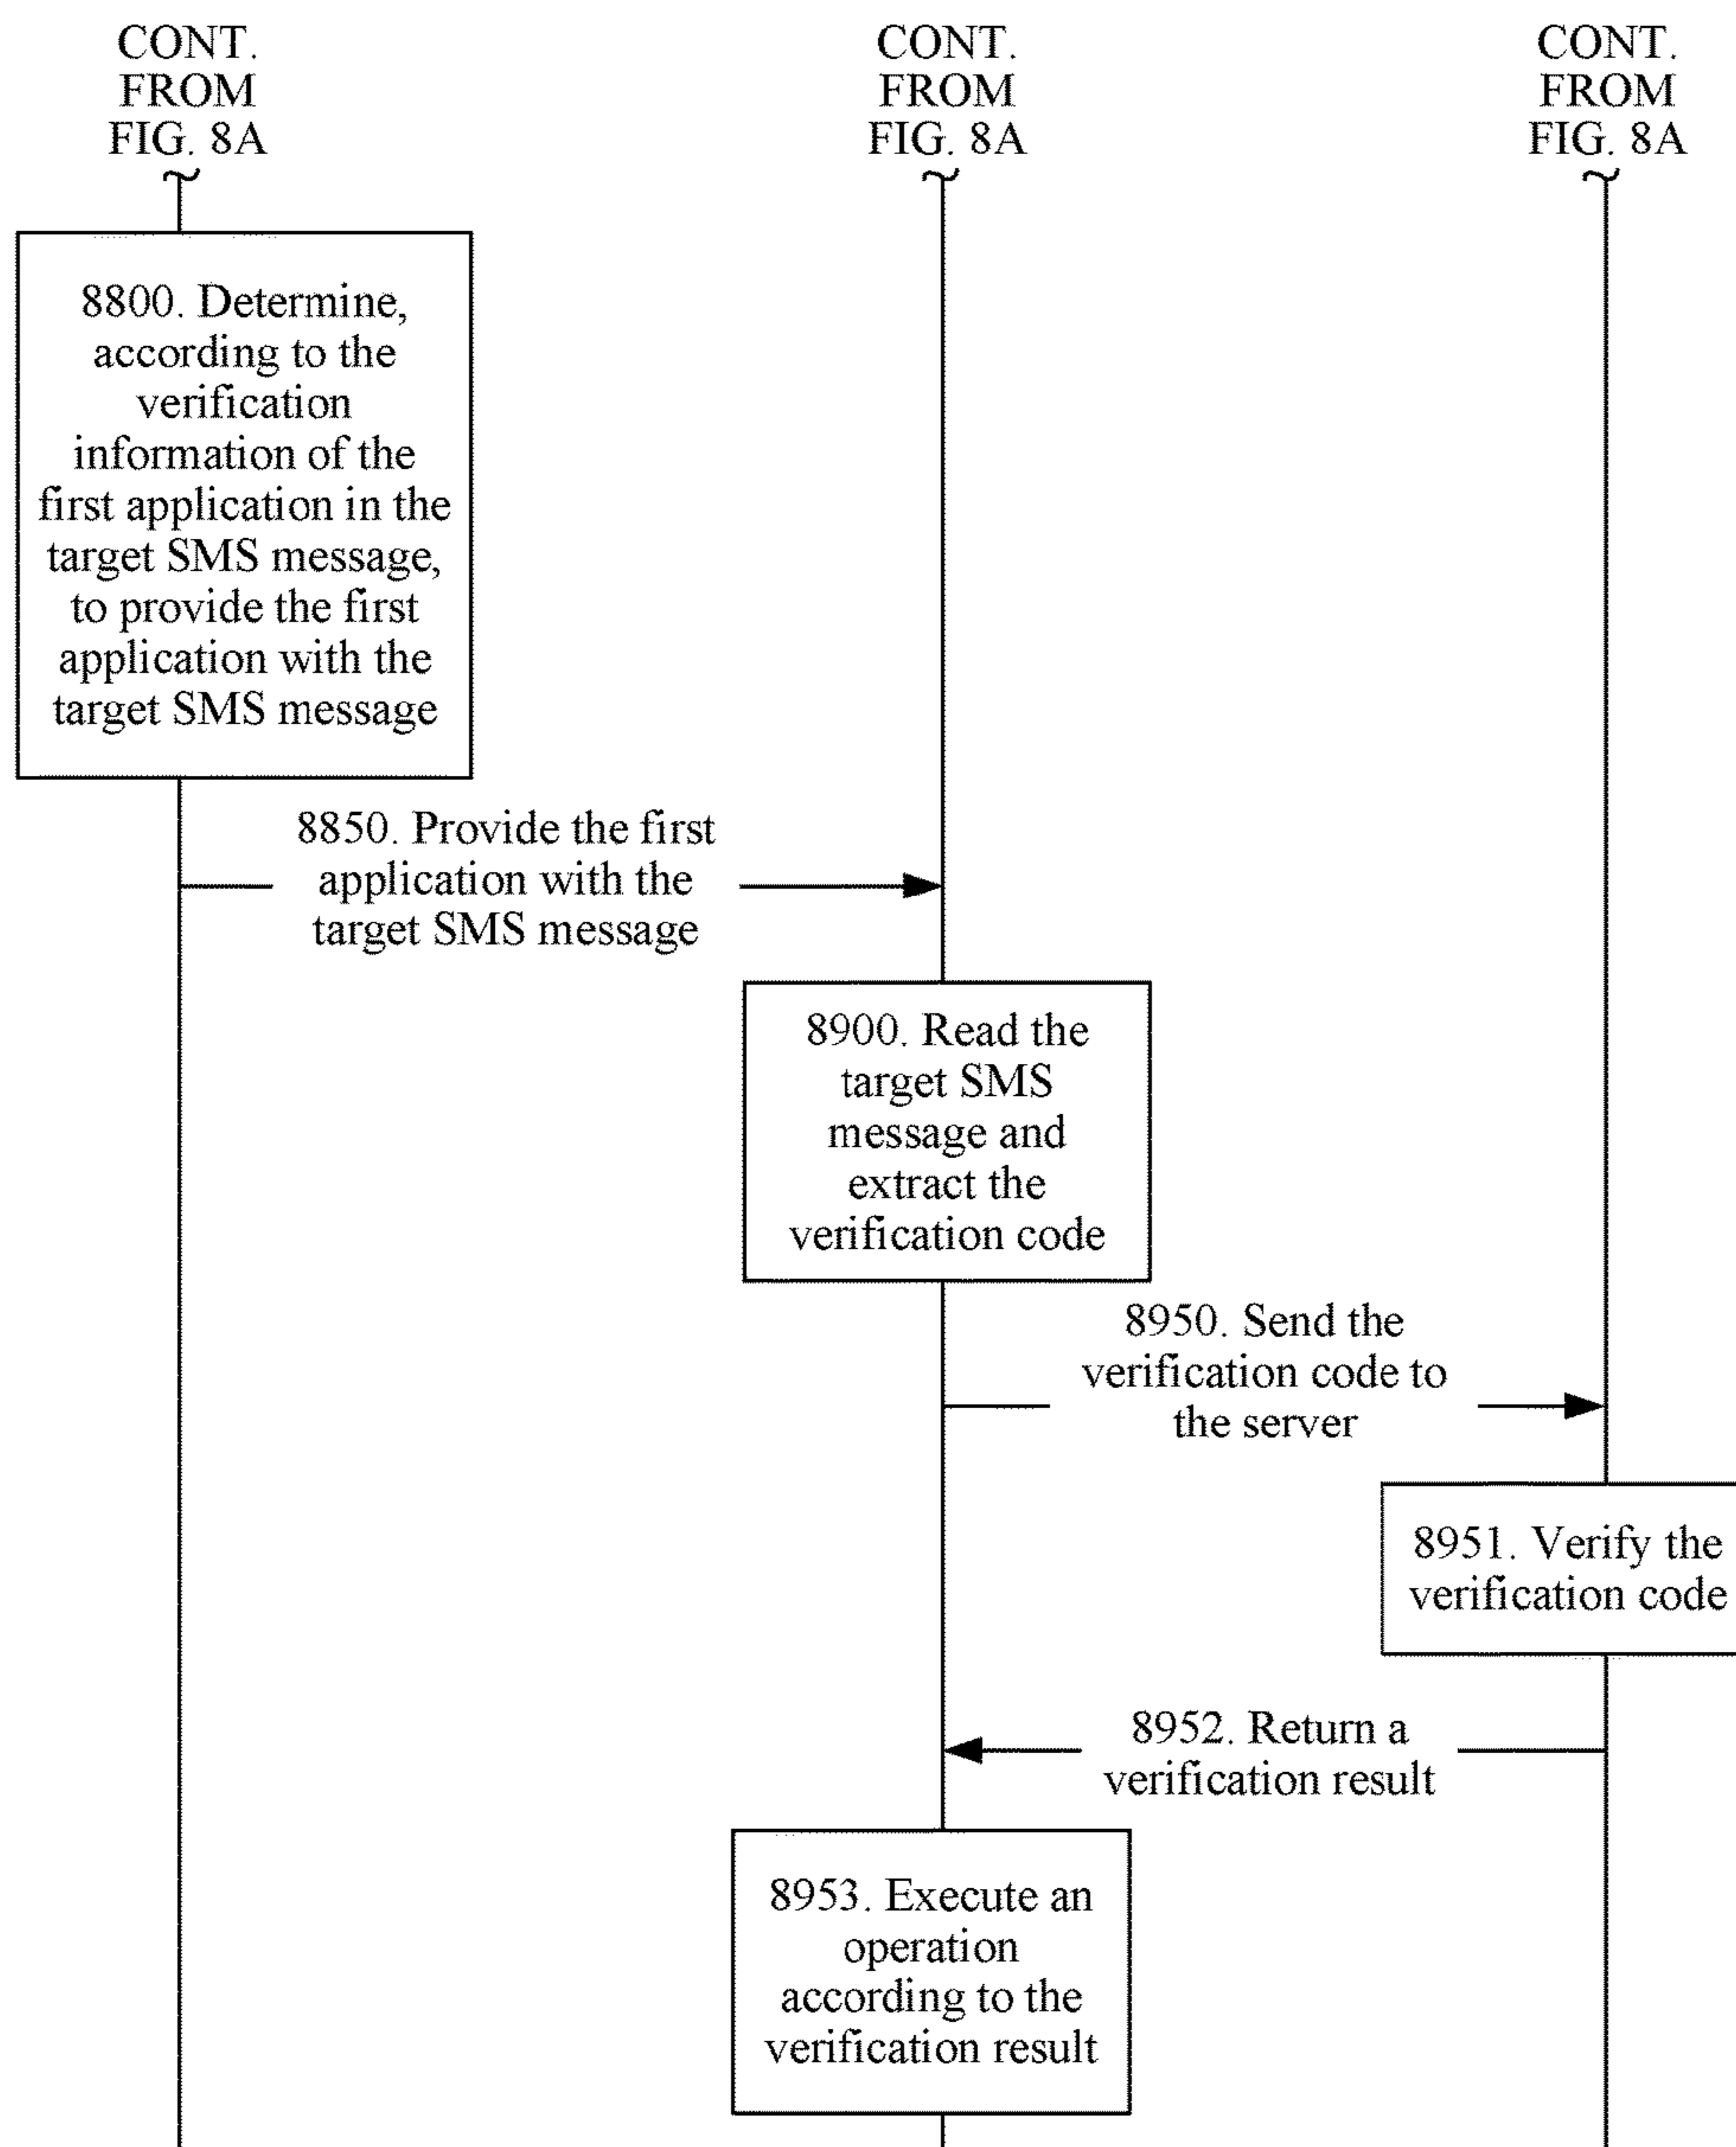 CONT.
FROM
FIG. 8A
CONT.
FROM
FIG. 8A
CONT.
FROM
FIG. 8A
8800. Determine,
according to the
verification
information of the
first application in the
target SMS message,
to provide the first
application with the
target SMS message
8850. Provide the first
application with the
target SMS message
8900. Read the
target SMS
message and
extract the
verification code
8950. Send the
verification code to
the server
8951. Verify the
verification code
8952. Return a
verification result
8953. Execute an
operation
according to the
verification result